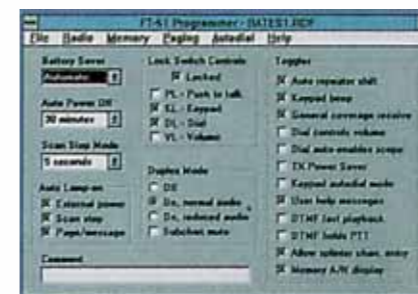 FT-51 Programmer - BATES1.RDF
File Radio Memory Paging Autodial Help
Battery Saver
Automatic
Auto Power Off
30 minutes
Scan Stop Mode
5 seconds
Auto Lamp-on
External power
Scan stop
Page/message
Comment
Lock Switch Controls
Locked
PL - Push to talk
KL - Keypad
DL - Dial
VL - Volume
Duplex Mode
Off
On, normal audio
On, reduced audio
Subchan mute
Toggles
Auto repeater shift
Keypad beep
General coverage receive
Dial controls volume
Dial auto-enables scope
TX Power Saver
Keypad autodial mode
User help messages
DTMF fast playback
DTMF holds PTT
Allow splinter chan. entry
Memory A/N display